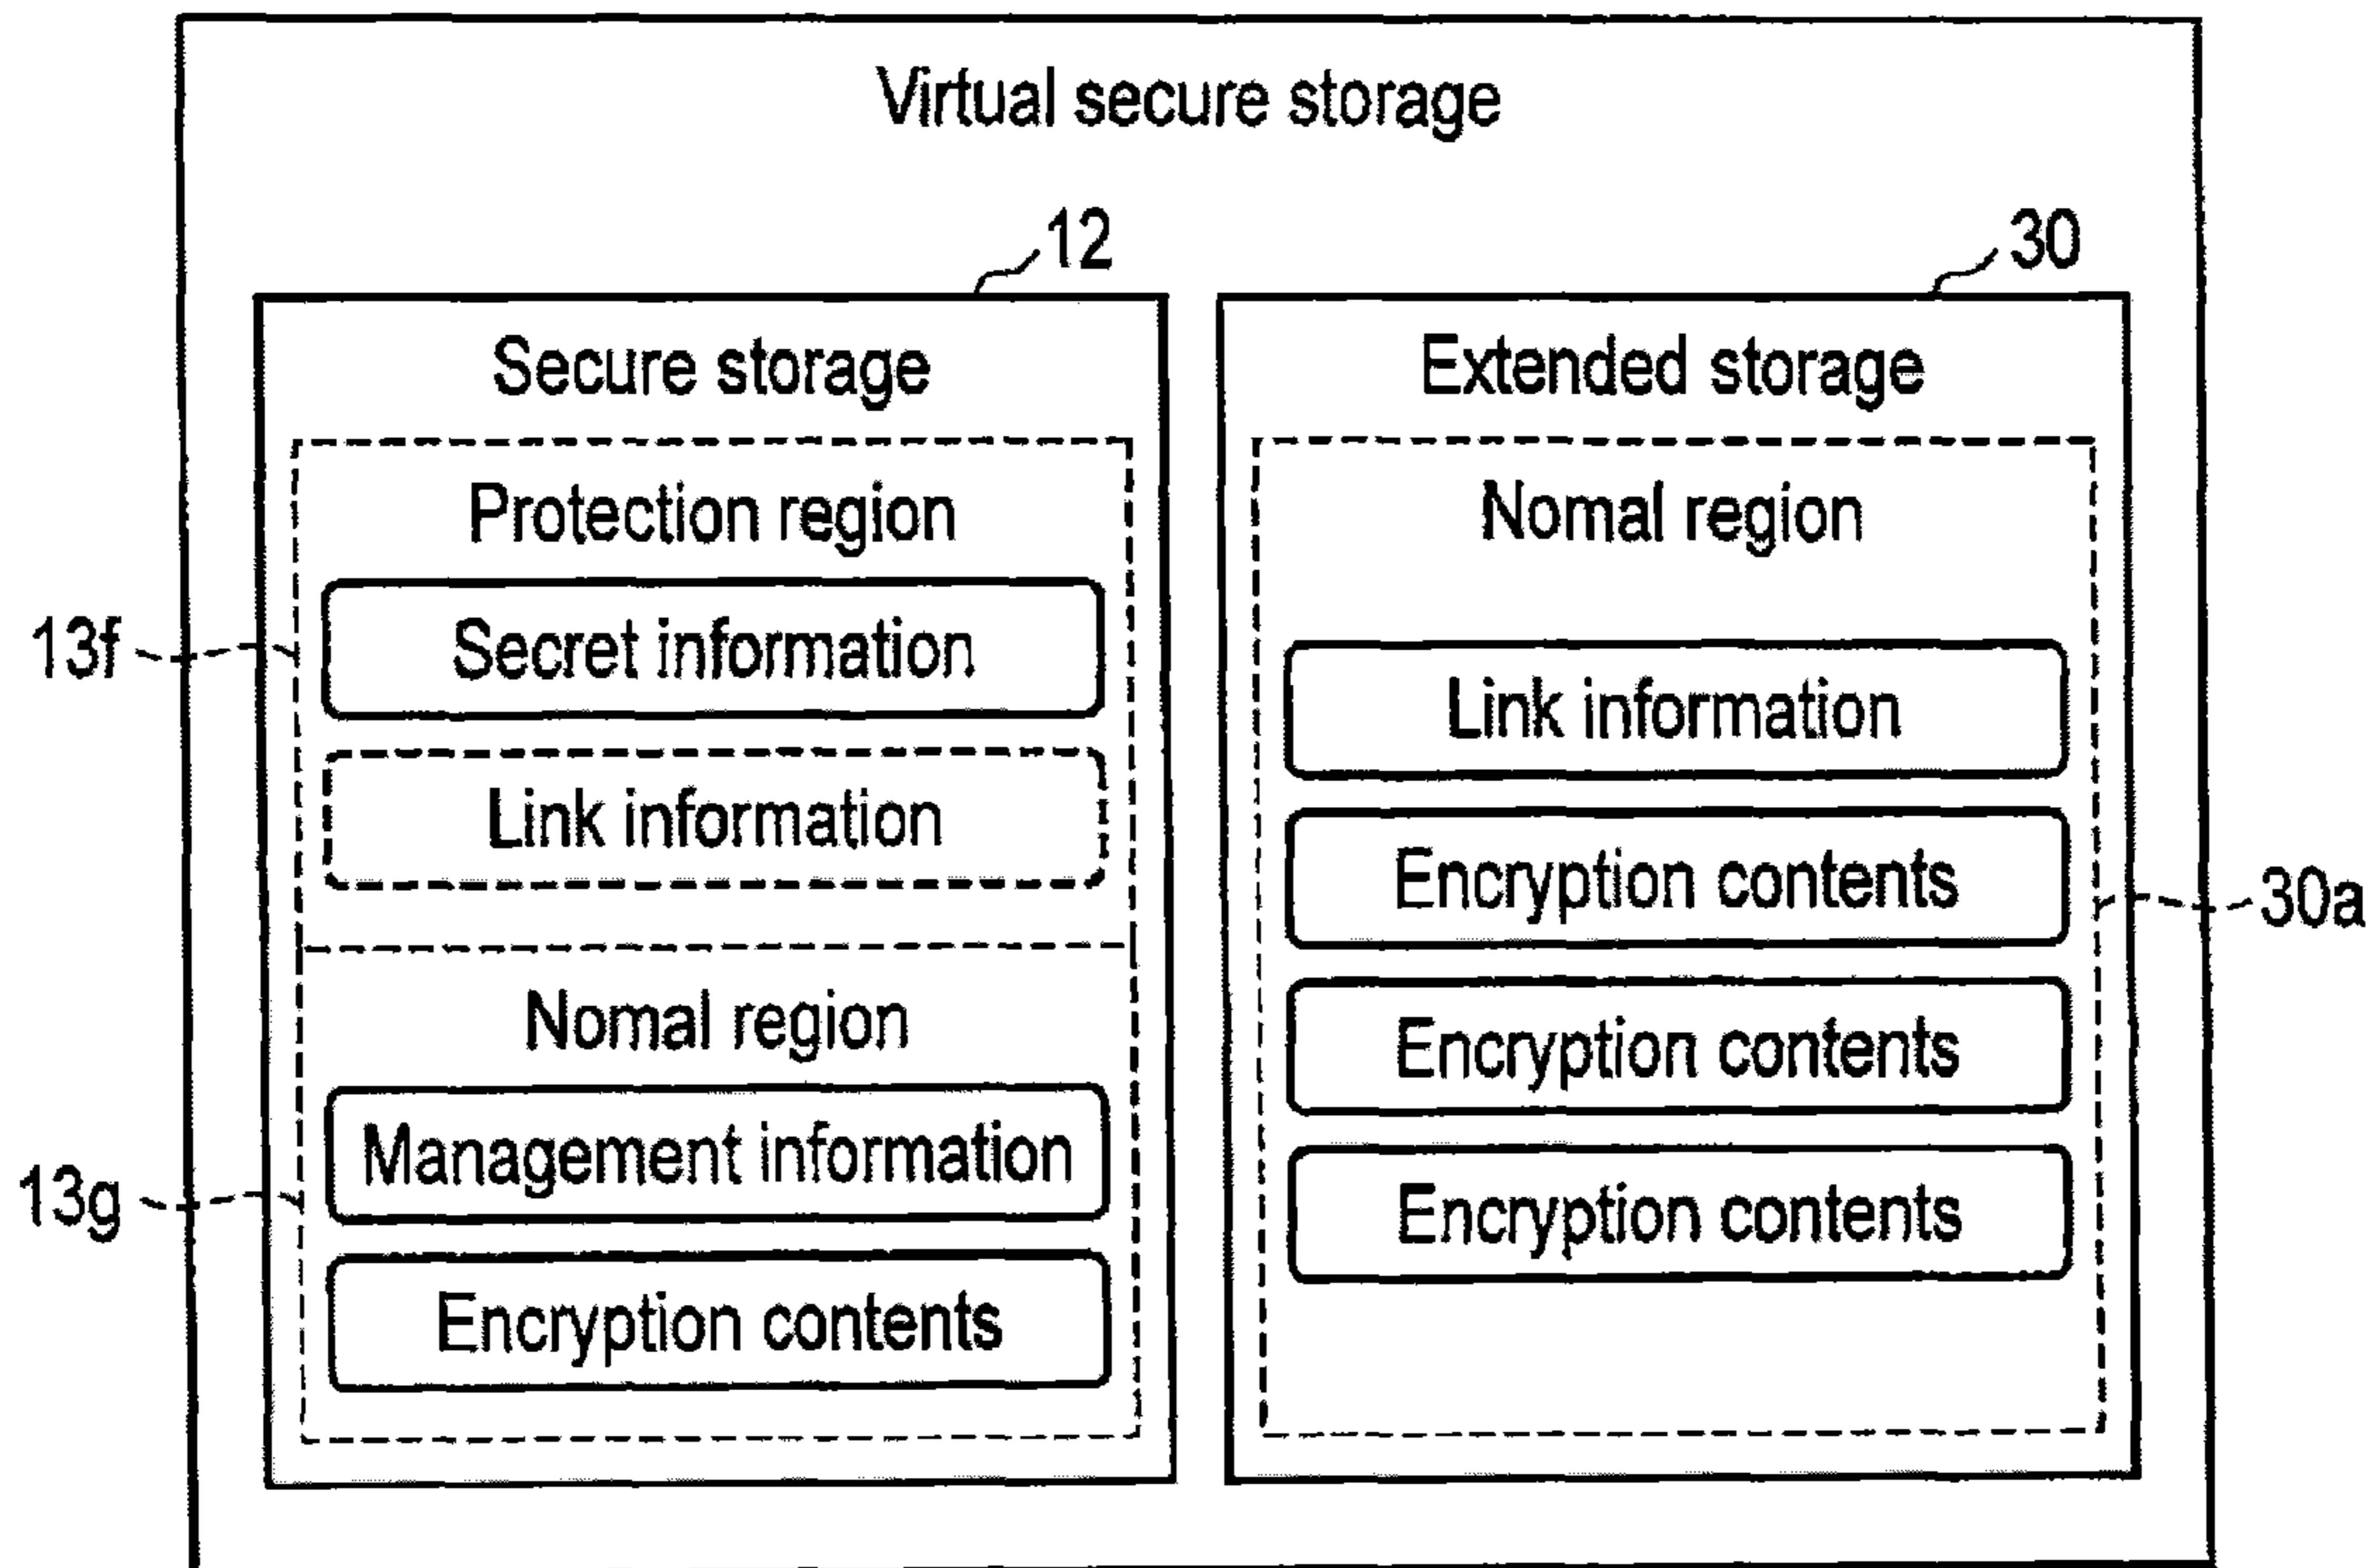 Virtual secure storage
12
30
Secure storage
Protection region
13f
Secret information
Link information
Nomal region
13g
Management information
Encryption contents
Extended storage
Nomal region
Link information
Encryption contents
30a
Encryption contents
Encryption contents